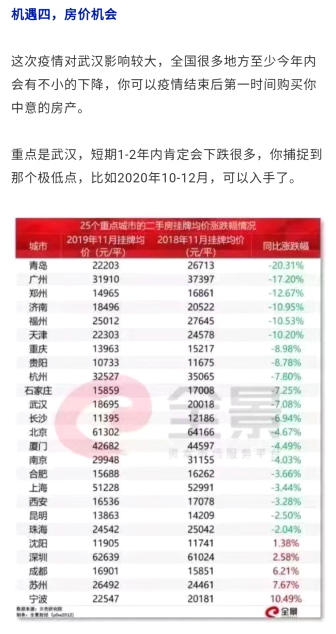 机遇四，房价机会
这次疫情对武汉影响较大，全国很多地方至少今年内
会有不小的下降，你可以疫情结束后第一时间购买你
中意的房产。
重点是武汉，短期1-2年内肯定会下跌很多，你捕捉到
那个极低点，比如2020年10-12月，可以入手了。
25个重点城市的二手房挂牌均价涨跌幅情况
城市 2019年11月挂牌均价（元/平） 2018年11月挂牌均价（元/平） 同比涨跌幅
青岛 22203 26713 -20.31%
广州 31910 37397 -17.20%
郑州 14965 16861 -12.67%
济南 18496 20522 -10.95%
福州 25012 27645 -10.53%
天津 22303 24578 -10.20%
重庆 13963 15217 -8.98%
贵阳 10733 11675 -8.78%
杭州 32527 35065 -7.80%
石家庄 15859 17008 -7.25%
武汉 18695 20018 -7.08%
长沙 11395 12186 -6.94%
北京 61302 64166 -4.67%
厦门 42682 44597 -4.49%
南京 29948 31155 -4.03%
合肥 15688 16262 -3.66%
上海 51228 52991 -3.44%
西安 16536 17078 -3.28%
昆明 13863 14209 -2.50%
珠海 24542 25042 -2.04%
沈阳 11905 11741 1.38%
深圳 62639 61024 2.58%
成都 16901 15851 6.21%
苏州 26492 24461 7.67%
宁波 22547 20181 10.49%
全景